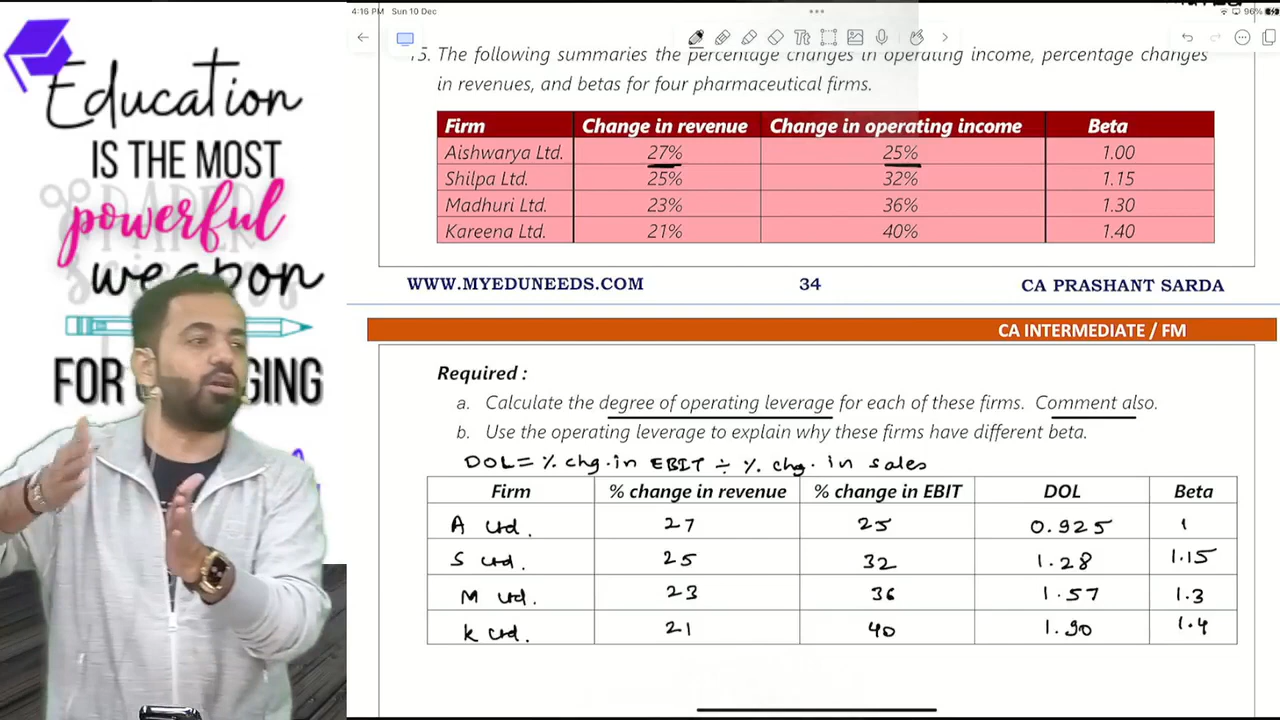 4:16 PM Sun 10 Dec
96%
Education
IS THE MOST
powerful
weapon
FOR
GING
15. The following summaries the percentage changes in operating income, percentage changes
in revenues, and betas for four pharmaceutical firms.
Firm Change in revenue Change in operating income Beta
Aishwarya Ltd. 27% 25% 1.00
Shilpa Ltd. 25% 32% 1.15
Madhuri Ltd. 23% 36% 1.30
Kareena Ltd. 21% 40% 1.40
WWW.MYEDUNEEDS.COM 34 CA PRASHANT SARDA
CA INTERMEDIATE / FM
Required :
a. Calculate the degree of operating leverage for each of these firms. Comment also.
b. Use the operating leverage to explain why these firms have different beta.
DOL = % chg. in EBIT ÷ % chg. in sales
Firm % change in revenue % change in EBIT DOL Beta
A Ltd. 27 25 0.925 1
S Ltd. 25 32 1.28 1.15
M Ltd. 23 36 1.57 1.3
K Ltd. 21 40 1.90 1.4